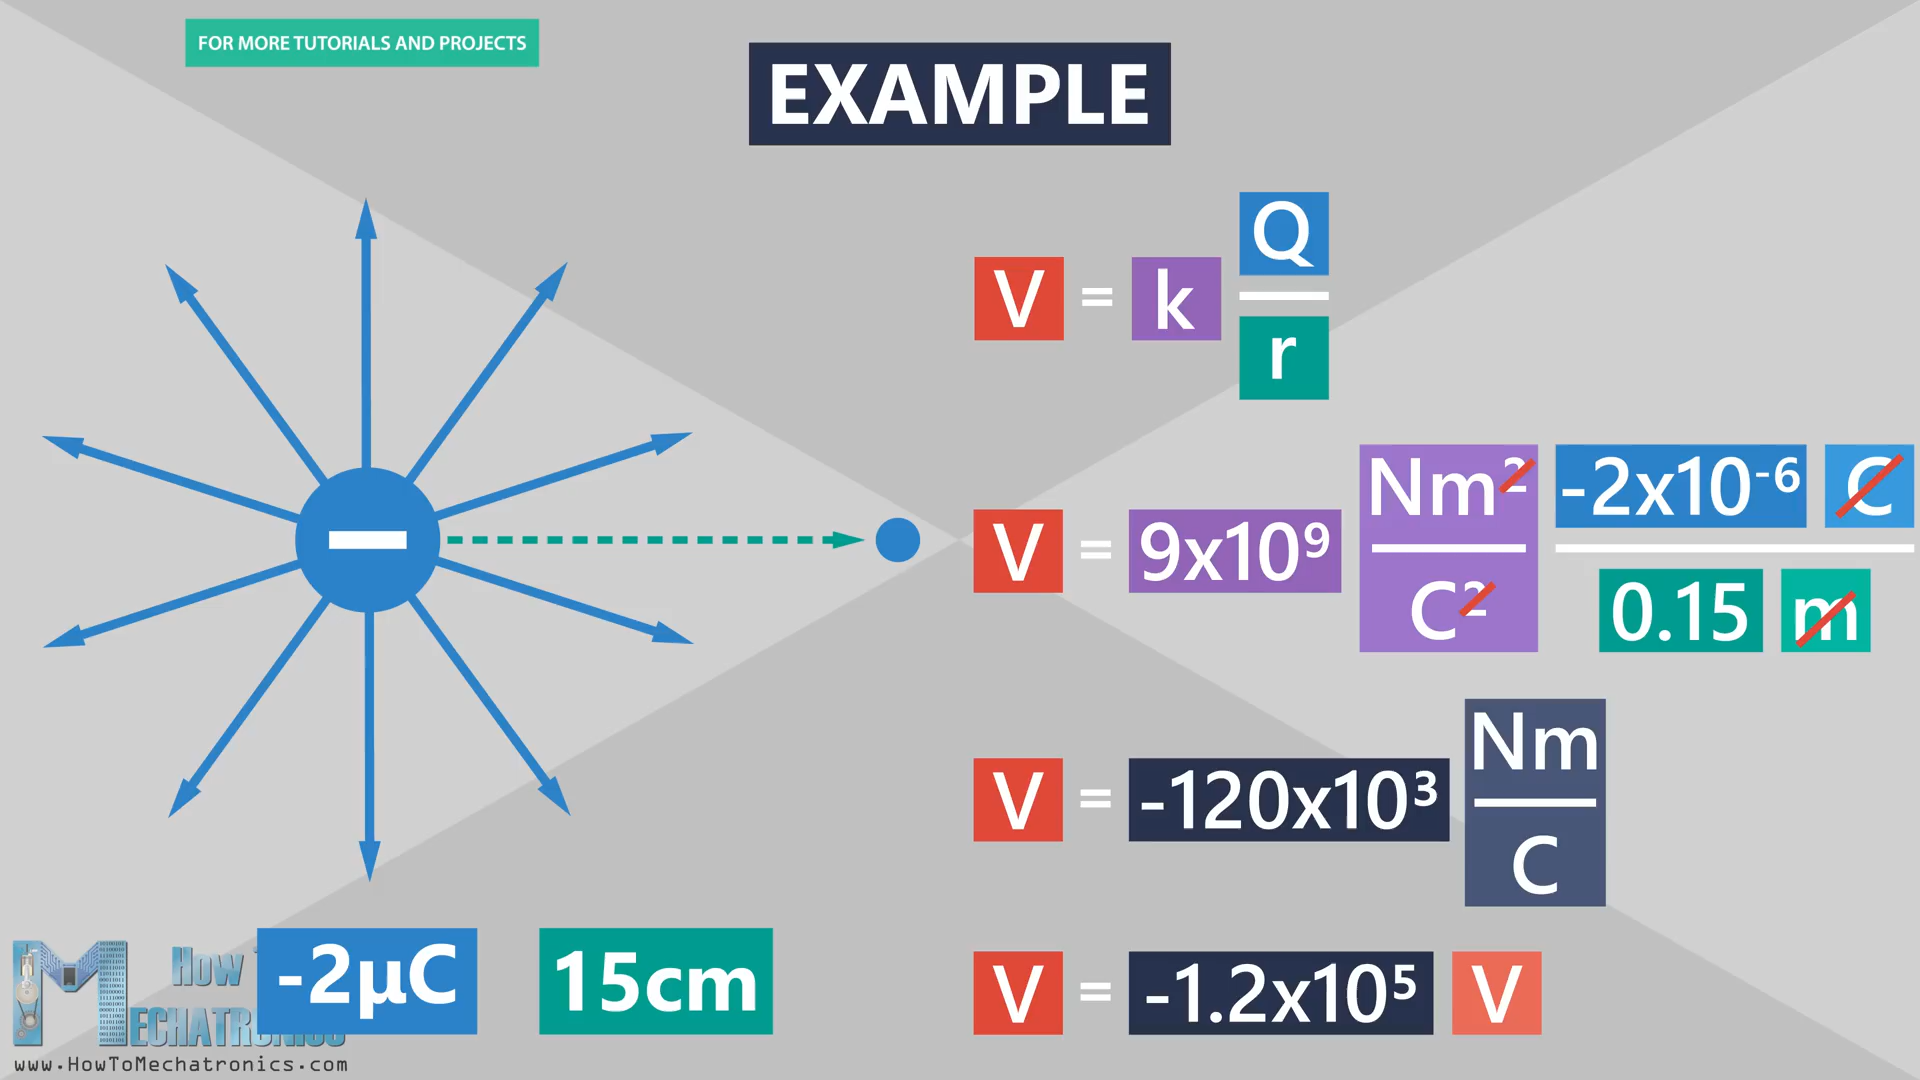 FOR MORE TUTORIALS AND PROJECTS
EXAMPLE
V = k Q / r
V = 9x10⁹ Nm² / C² -2x10⁻⁶ C / 0.15 m
V = -120x10³ Nm / C
V = -1.2x10⁵ V
-2µC
15cm
How
MECHATRONICS
www.HowToMechatronics.com